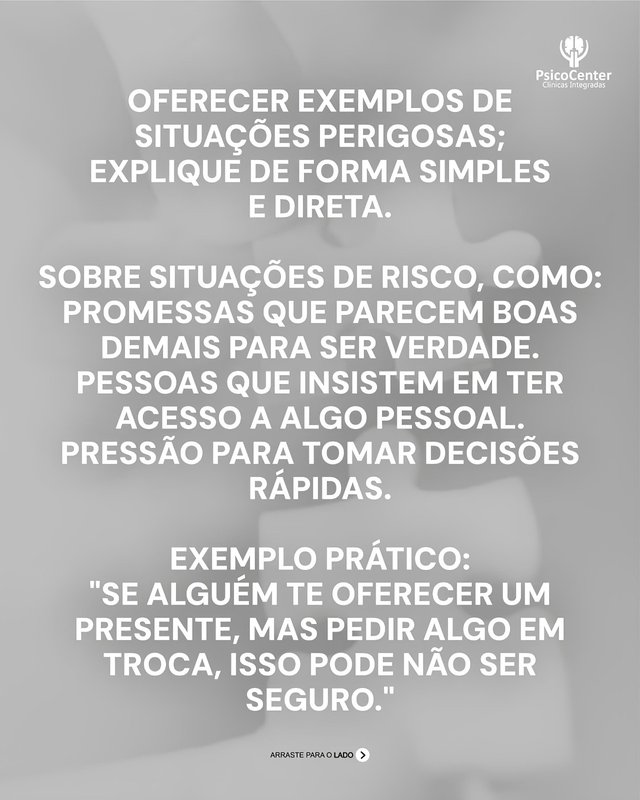 PsicoCenter
Clínicas Integradas
OFERECER EXEMPLOS DE
SITUAÇÕES PERIGOSAS;
EXPLIQUE DE FORMA SIMPLES
E DIRETA.
SOBRE SITUAÇÕES DE RISCO, COMO:
PROMESSAS QUE PARECEM BOAS
DEMAIS PARA SER VERDADE.
PESSOAS QUE INSISTEM EM TER
ACESSO A ALGO PESSOAL.
PRESSÃO PARA TOMAR DECISÕES
RÁPIDAS.
EXEMPLO PRÁTICO:
"SE ALGUÉM TE OFERECER UM
PRESENTE, MAS PEDIR ALGO EM
TROCA, ISSO PODE NÃO SER
SEGURO."
ARRASTE PARA O LADO